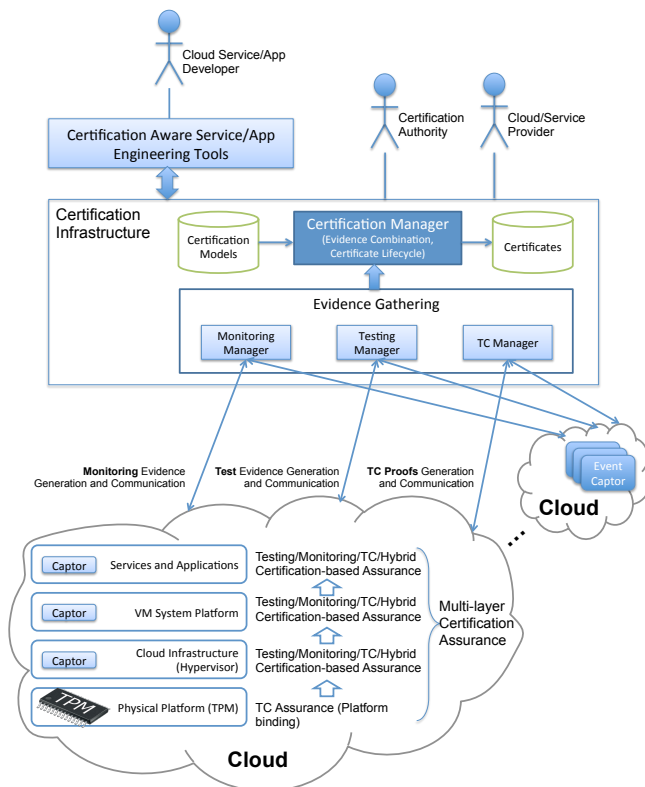 Cloud Service/App
Developer
Certification Aware Service/App
Engineering Tools
Certification
Authority
Cloud/Service
Provider
Certification
Infrastructure
Certification
Models
Certification Manager
(Evidence Combination,
Certificate Lifecycle)
Certificates
Evidence Gathering
Monitoring
Manager
Testing
Manager
TC Manager
Monitoring Evidence
Generation and Communication
Test Evidence Generation
and Communication
TC Proofs Generation
and Communication
Event
Captor
Cloud
Captor
Services and Applications
Testing/Monitoring/TC/Hybrid
Certification-based Assurance
Captor
VM System Platform
Testing/Monitoring/TC/Hybrid
Certification-based Assurance
Captor
Cloud Infrastructure
(Hypervisor)
Testing/Monitoring/TC/Hybrid
Certification-based Assurance
TPM
Physical Platform (TPM)
TC Assurance (Platform
binding)
Multi-layer
Certification
Assurance
Cloud